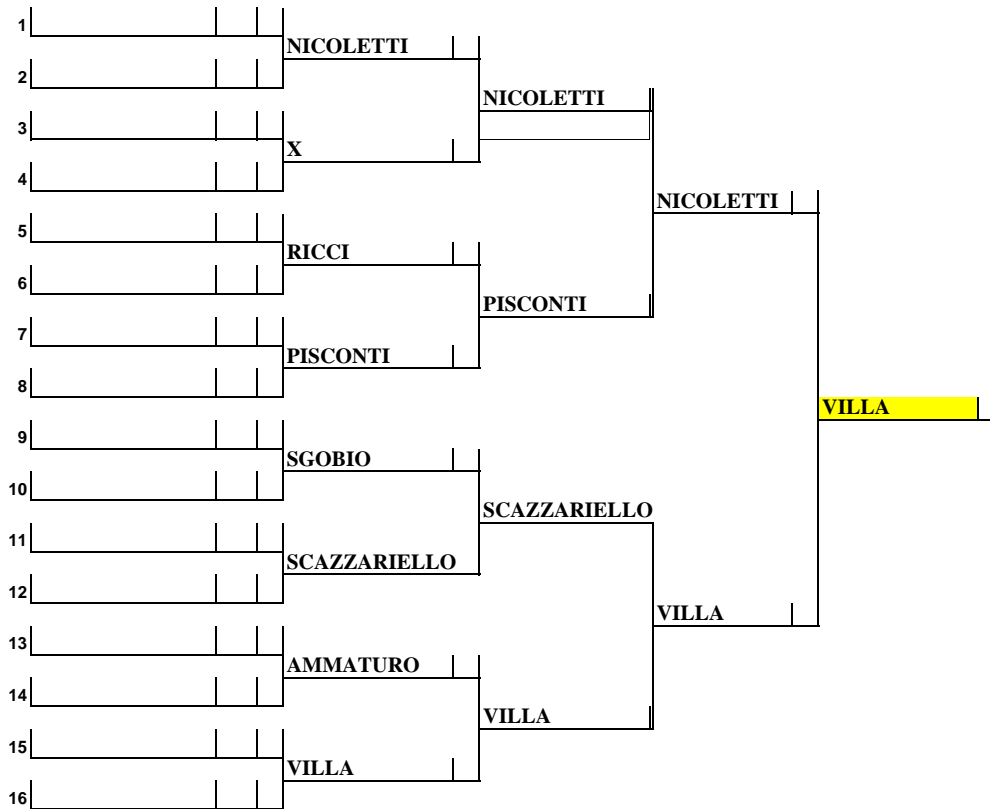 1
NICOLETTI
2
NICOLETTI
3
X
4
NICOLETTI
5
RICCI
6
PISCONTI
7
PISCONTI
8
VILLA
9
SGOBIO
10
SCAZZARIELLO
11
SCAZZARIELLO
12
VILLA
13
AMMATURO
14
VILLA
15
VILLA
16